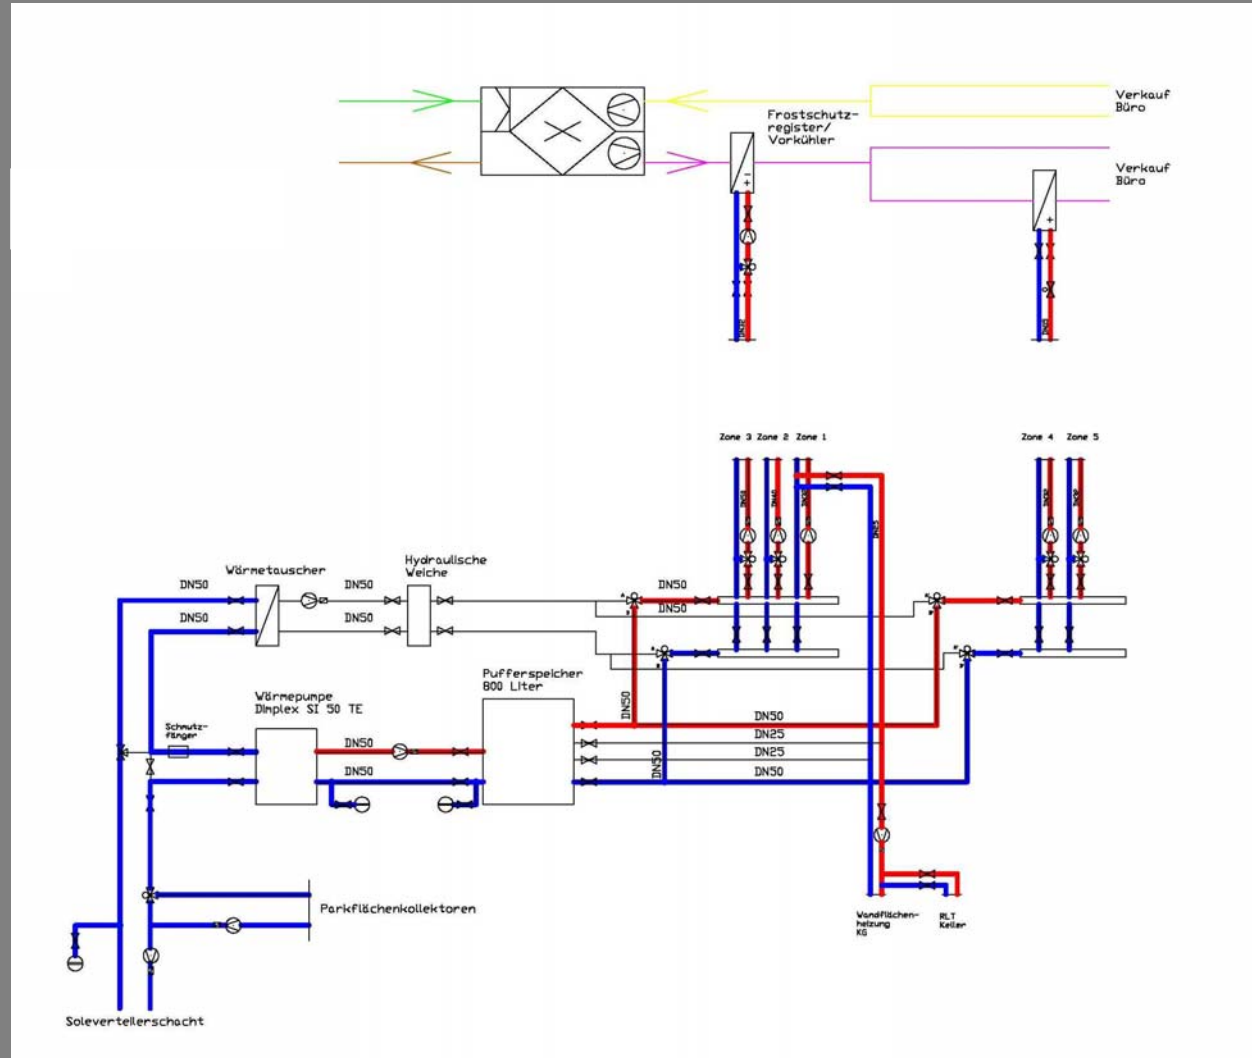 Verkauf
Büro
Frostschutz-
register/
Vorkühler
Verkauf
Büro
Zone 3
Zone 2
Zone 1
Zone 4
Zone 5
DN25
Wärmetauscher
Hydraulische
Weiche
DN50
DN50
DN50
DN50
DN50
DN50
Pufferspeicher
800 Liter
Wärmepumpe
Dimplex SI 50 TE
Schmutz-
fänger
DN50
DN50
DN50
DN50
DN50
DN25
DN25
DN50
Parkflächenkollektoren
Wandflächen-
heizung
KG
RLT
Keller
Soleverteilerschacht